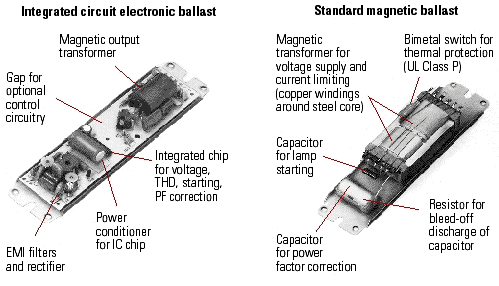 Integrated circuit electronic ballast
Magnetic output
transformer
Gap for
optional
control
circuitry
Integrated chip
for voltage,
THD, starting,
PF correction
Power
conditioner
for IC chip
EMI filters
and rectifier
Standard magnetic ballast
Magnetic
transformer for
voltage supply and
current limiting
(copper windings
around steel core)
Bimetal switch for
thermal protection
(UL Class P)
Capacitor
for lamp
starting
Capacitor
for power
factor correction
Resistor for
bleed-off
discharge of
capacitor